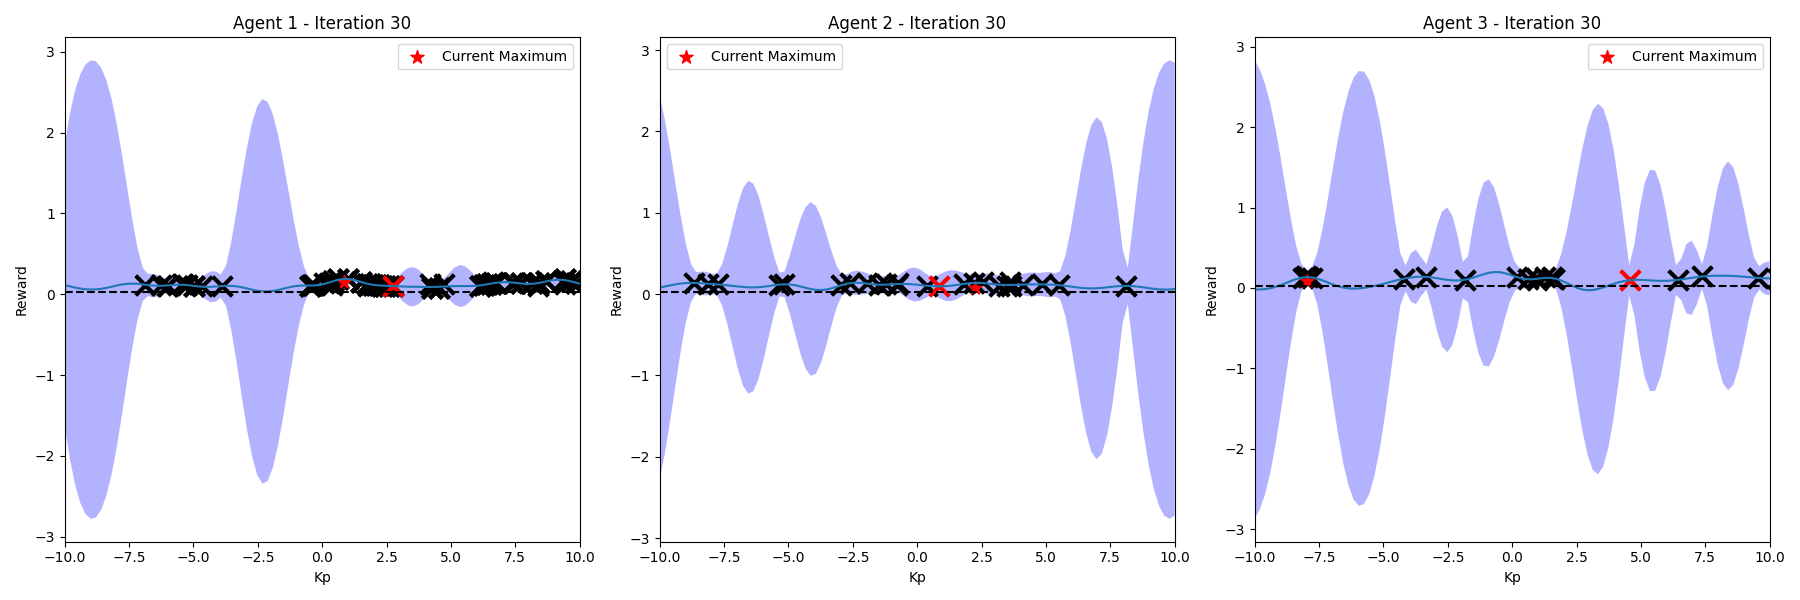 Agent 1 - Iteration 30
Current Maximum
Reward
3
2
1
0
−1
−2
−3
−10.0 −7.5 −5.0 −2.5 0.0 2.5 5.0 7.5 10.0
Kp
Agent 2 - Iteration 30
Current Maximum
Reward
3
2
1
0
−1
−2
−3
−10.0 −7.5 −5.0 −2.5 0.0 2.5 5.0 7.5 10.0
Kp
Agent 3 - Iteration 30
Current Maximum
Reward
3
2
1
0
−1
−2
−3
−10.0 −7.5 −5.0 −2.5 0.0 2.5 5.0 7.5 10.0
Kp